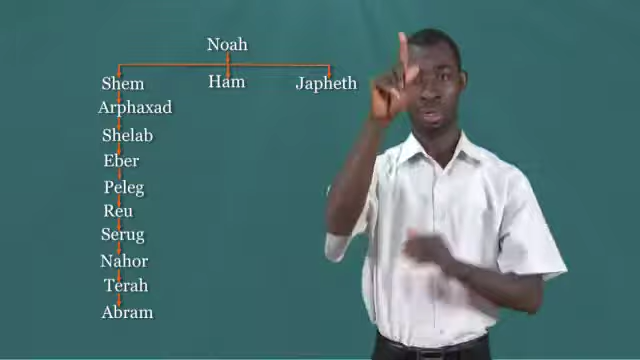 Noah
Shem Ham Japheth
Arphaxad
Shelab
Eber
Peleg
Reu
Serug
Nahor
Terah
Abram